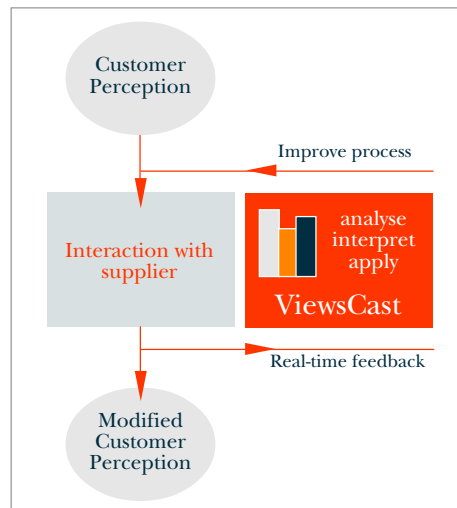 Customer
Perception
Improve process
Interaction with
supplier
analyse
interpret
apply
ViewsCast
Real-time feedback
Modified
Customer
Perception